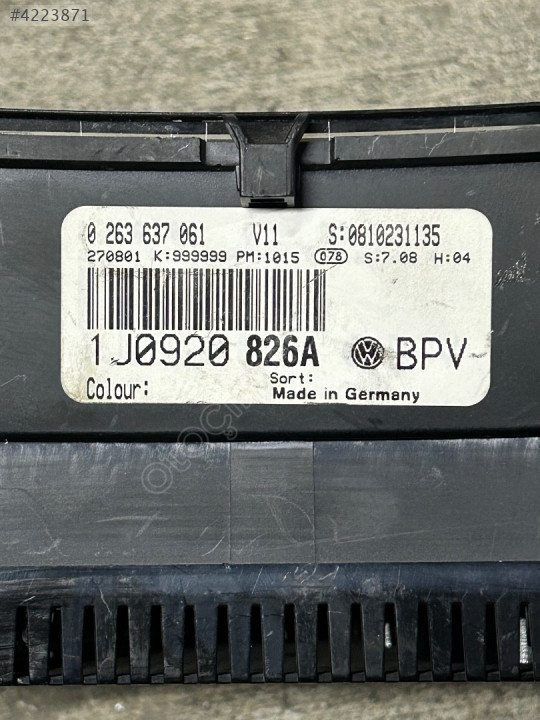 #4223871
0 263 637 061 V11 S:0810231135
270801 K:999999 PM:1015 078 S:7.08 H:04
1J0920 826A VW BPV
Sort:
Colour: Made in Germany